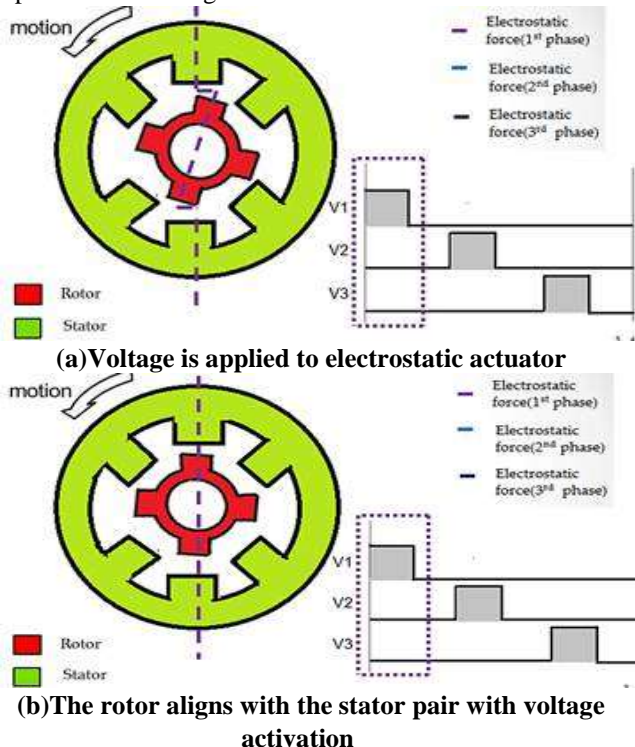 motion
Electrostatic
force(1st phase)
Electrostatic
force(2nd phase)
Electrostatic
force(3rd phase)
V1
V2
V3
Rotor
Stator
(a)Voltage is applied to electrostatic actuator
motion
Electrostatic
force(1st phase)
Electrostatic
force(2nd phase)
Electrostatic
force(3rd phase)
V1
V2
V3
Rotor
Stator
(b)The rotor aligns with the stator pair with voltage
activation